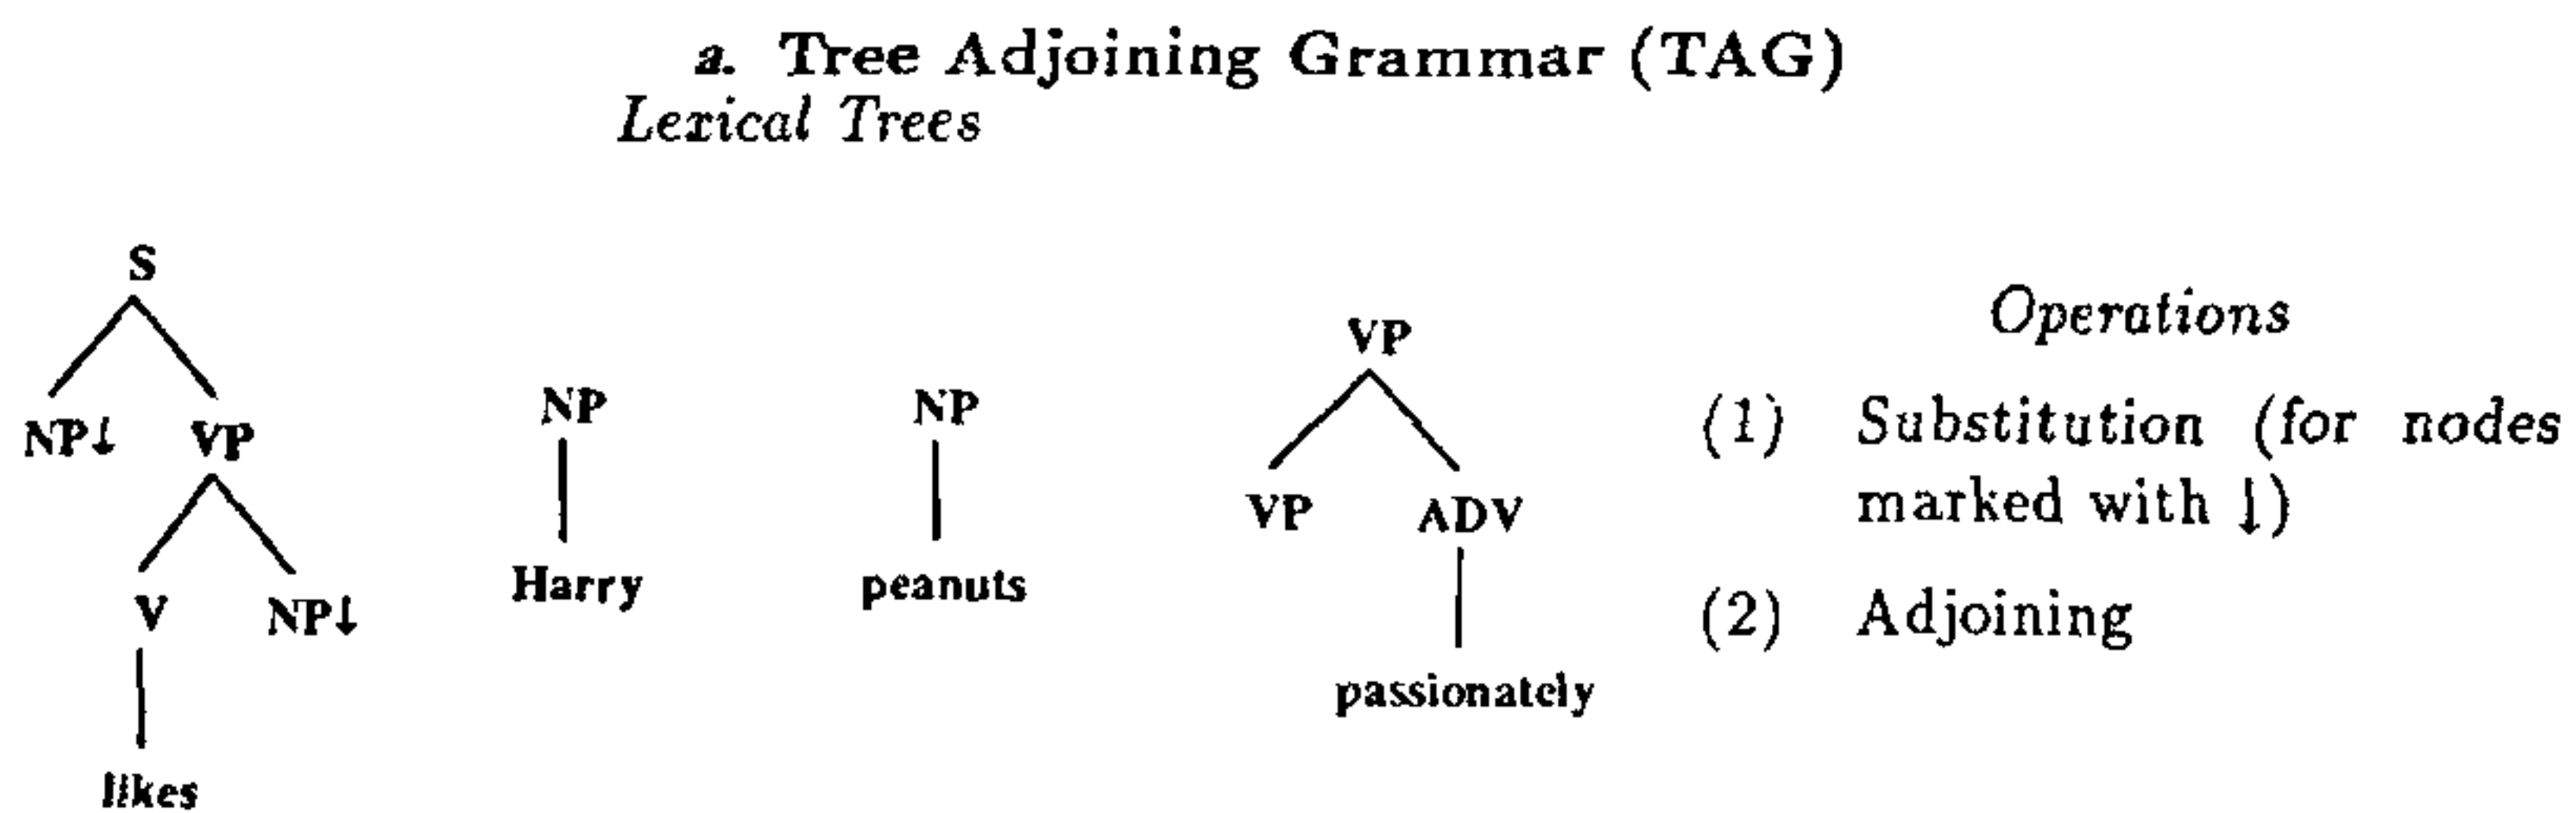 a. Tree Adjoining Grammar (TAG)
Lexical Trees
S
NP↓ VP
V NP↓
likes
NP
Harry
NP
peanuts
VP
VP ADV
passionately
Operations
(1) Substitution (for nodes
marked with ↓)
(2) Adjoining